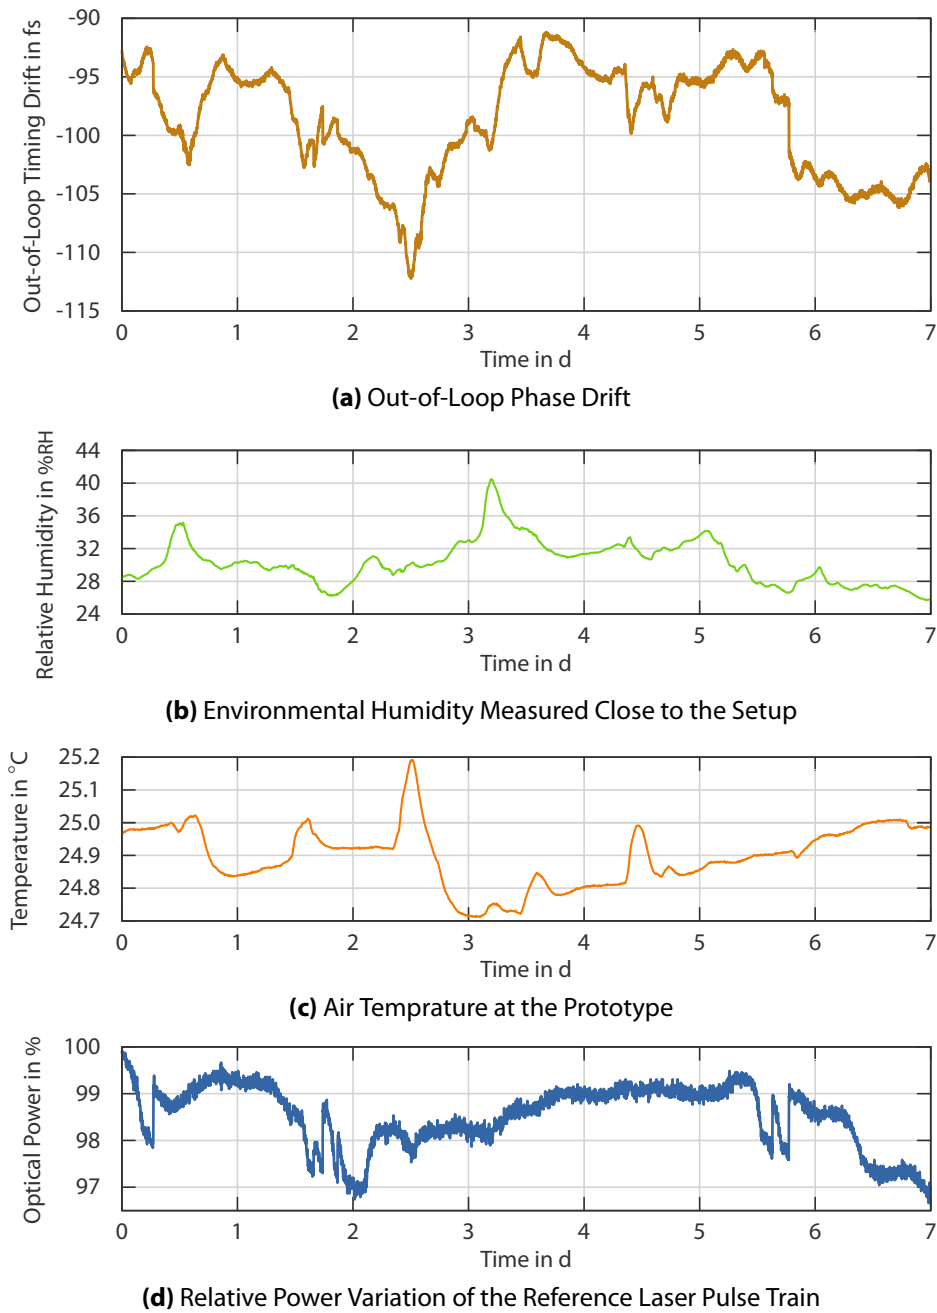 Out-of-Loop Timing Drift in fs
-90
-95
-100
-105
-110
-115
0 1 2 3 4 5 6 7
Time in d
(a) Out-of-Loop Phase Drift
Relative Humidity in %RH
44
40
36
32
28
24
0 1 2 3 4 5 6 7
Time in d
(b) Environmental Humidity Measured Close to the Setup
Temperature in °C
25.2
25.1
25.0
24.9
24.8
24.7
0 1 2 3 4 5 6 7
Time in d
(c) Air Temprature at the Prototype
Optical Power in %
100
99
98
97
0 1 2 3 4 5 6 7
Time in d
(d) Relative Power Variation of the Reference Laser Pulse Train